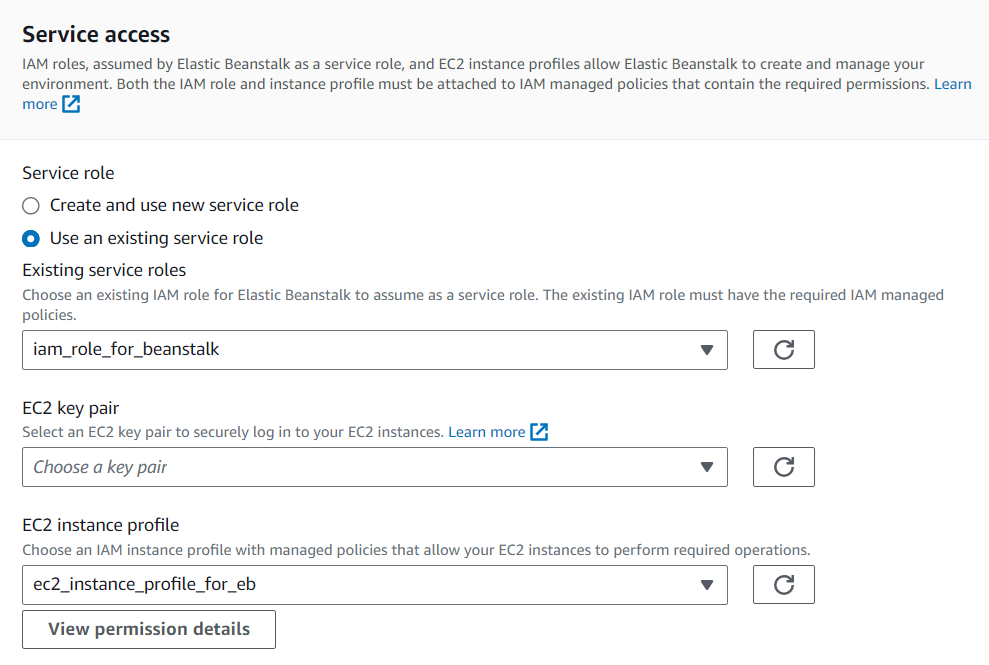 Service access
IAM roles, assumed by Elastic Beanstalk as a service role, and EC2 instance profiles allow Elastic Beanstalk to create and manage your
environment. Both the IAM role and instance profile must be attached to IAM managed policies that contain the required permissions. Learn
more
Service role
Create and use new service role
Use an existing service role
Existing service roles
Choose an existing IAM role for Elastic Beanstalk to assume as a service role. The existing IAM role must have the required IAM managed
policies.
iam_role_for_beanstalk
EC2 key pair
Select an EC2 key pair to securely log in to your EC2 instances. Learn more
Choose a key pair
EC2 instance profile
Choose an IAM instance profile with managed policies that allow your EC2 instances to perform required operations.
ec2_instance_profile_for_eb
View permission details